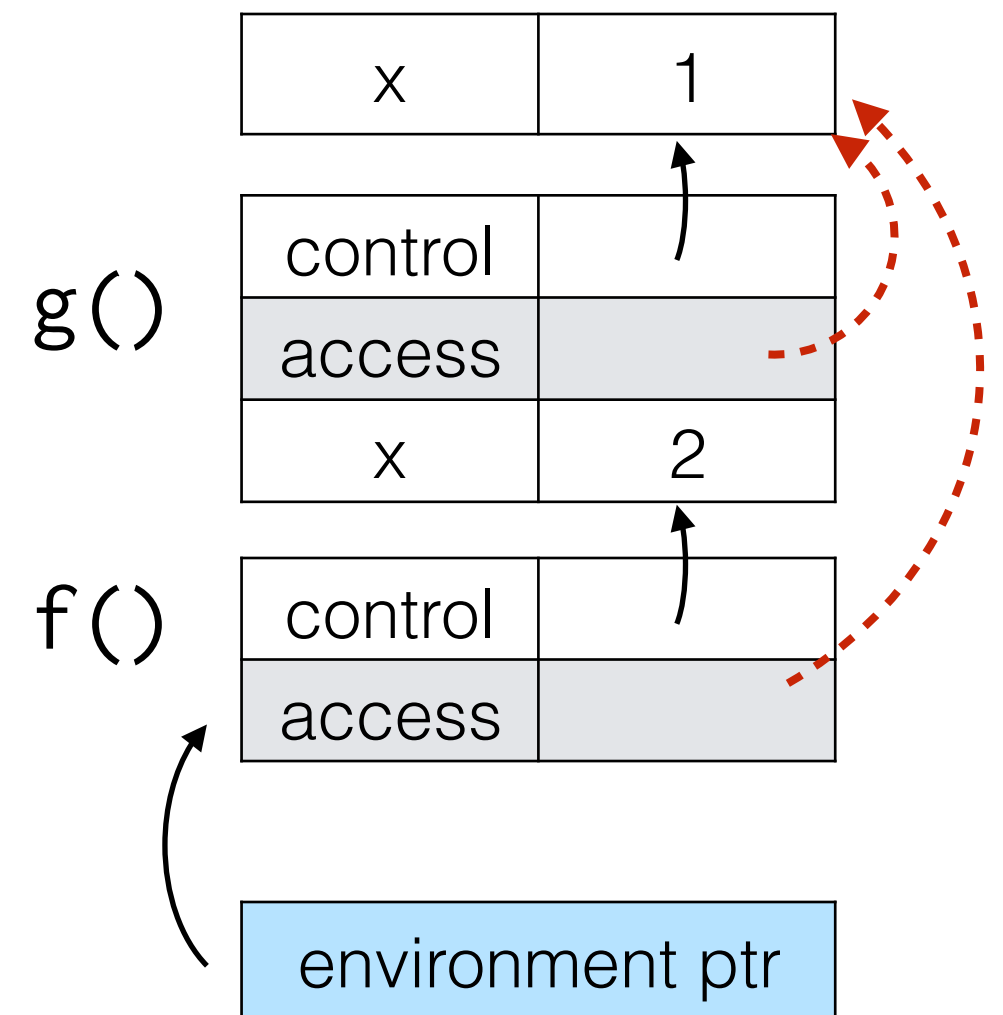 x 1
control
g()
access
x 2
f()
control
access
environment ptr